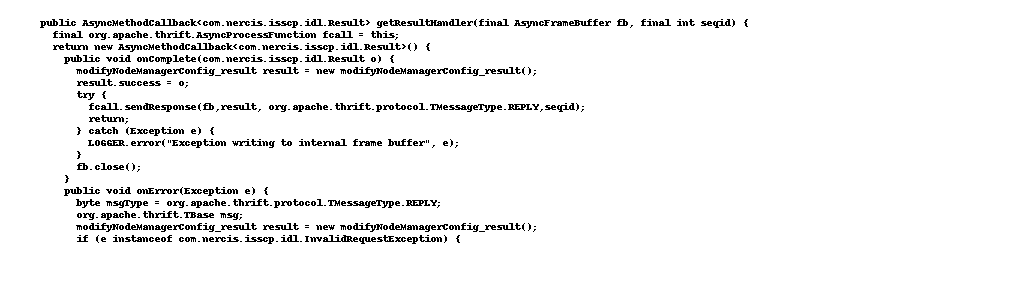 public AsyncMethodCallback<com.nercis.isscp.idl.Result> getResultHandler(final AsyncFrameBuffer fb, final int seqid) {
final org.apache.thrift.AsyncProcessFunction fcall = this;
return new AsyncMethodCallback<com.nercis.isscp.idl.Result>() {
public void onComplete(com.nercis.isscp.idl.Result o) {
modifyNodeManagerConfig_result result = new modifyNodeManagerConfig_result();
result.success = o;
try {
fcall.sendResponse(fb,result, org.apache.thrift.protocol.TMessageType.REPLY,seqid);
return;
} catch (Exception e) {
LOGGER.error("Exception writing to internal frame buffer", e);
}
fb.close();
}
public void onError(Exception e) {
byte msgType = org.apache.thrift.protocol.TMessageType.REPLY;
org.apache.thrift.TBase msg;
modifyNodeManagerConfig_result result = new modifyNodeManagerConfig_result();
if (e instanceof com.nercis.isscp.idl.InvalidRequestException) {